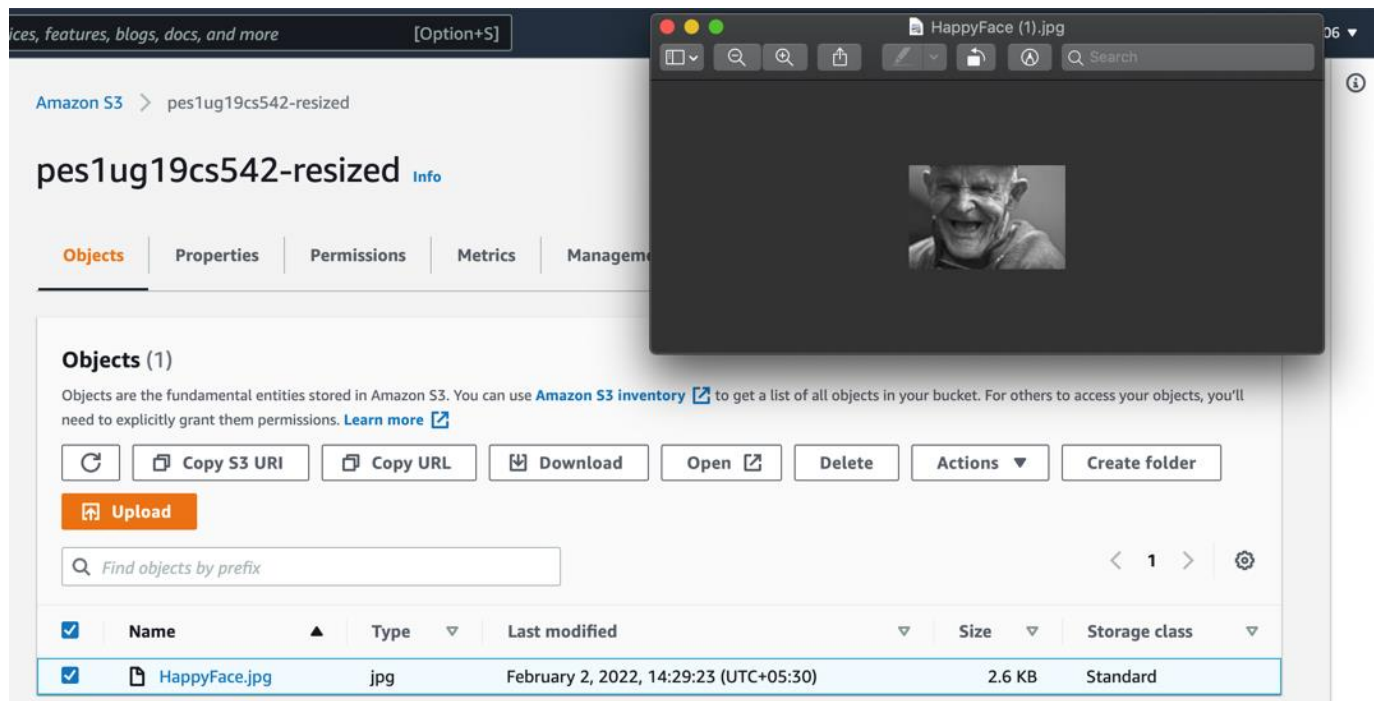 ices, features, blogs, docs, and more [Option+S]
HappyFace (1).jpg
06
Search
Amazon S3 > pes1ug19cs542-resized
pes1ug19cs542-resized Info
Objects Properties Permissions Metrics Managem
Objects (1)
Objects are the fundamental entities stored in Amazon S3. You can use Amazon S3 inventory to get a list of all objects in your bucket. For others to access your objects, you'll
need to explicitly grant them permissions. Learn more
Copy S3 URI Copy URL Download Open Delete Actions Create folder
Upload
Find objects by prefix
1
Name Type Last modified Size Storage class
HappyFace.jpg jpg February 2, 2022, 14:29:23 (UTC+05:30) 2.6 KB Standard